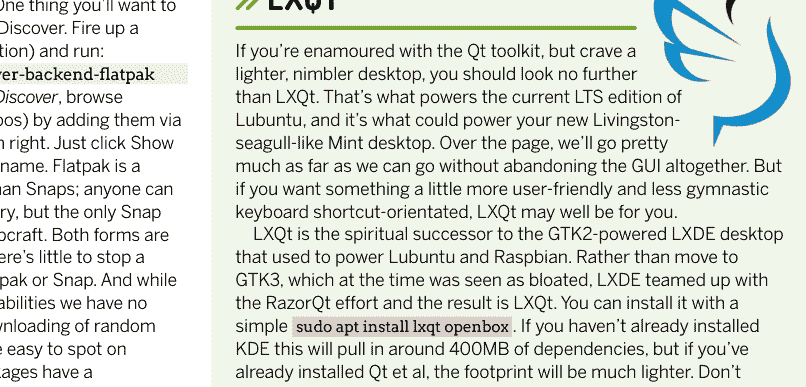 One thing you'll want to
Discover. Fire up a
tion) and run:
ver-backend-flatpak
Discover, browse
oos) by adding them via
right. Just click Show
name. Flatpak is a
an Snaps; anyone can
ry, but the only Snap
ocraft. Both forms are
ere's little to stop a
pak or Snap. And while
abilities we have no
wnloading of random
easy to spot on
kages have a
LXQT
If you're enamoured with the Qt toolkit, but crave a
lighter, nimbler desktop, you should look no further
than LXQt. That's what powers the current LTS edition of
Lubuntu, and it's what could power your new Livingston-
seagull-like Mint desktop. Over the page, we'll go pretty
much as far as we can go without abandoning the GUI altogether. But
if you want something a little more user-friendly and less gymnastic
keyboard shortcut-orientated, LXQt may well be for you.
LXQt is the spiritual successor to the GTK2-powered LXDE desktop
that used to power Lubuntu and Raspbian. Rather than move to
GTK3, which at the time was seen as bloated, LXDE teamed up with
the RazorQt effort and the result is LXQt. You can install it with a
simple sudo apt install lxqt openbox. If you haven't already installed
KDE this will pull in around 400MB of dependencies, but if you've
already installed Qt et al, the footprint will be much lighter. Don't